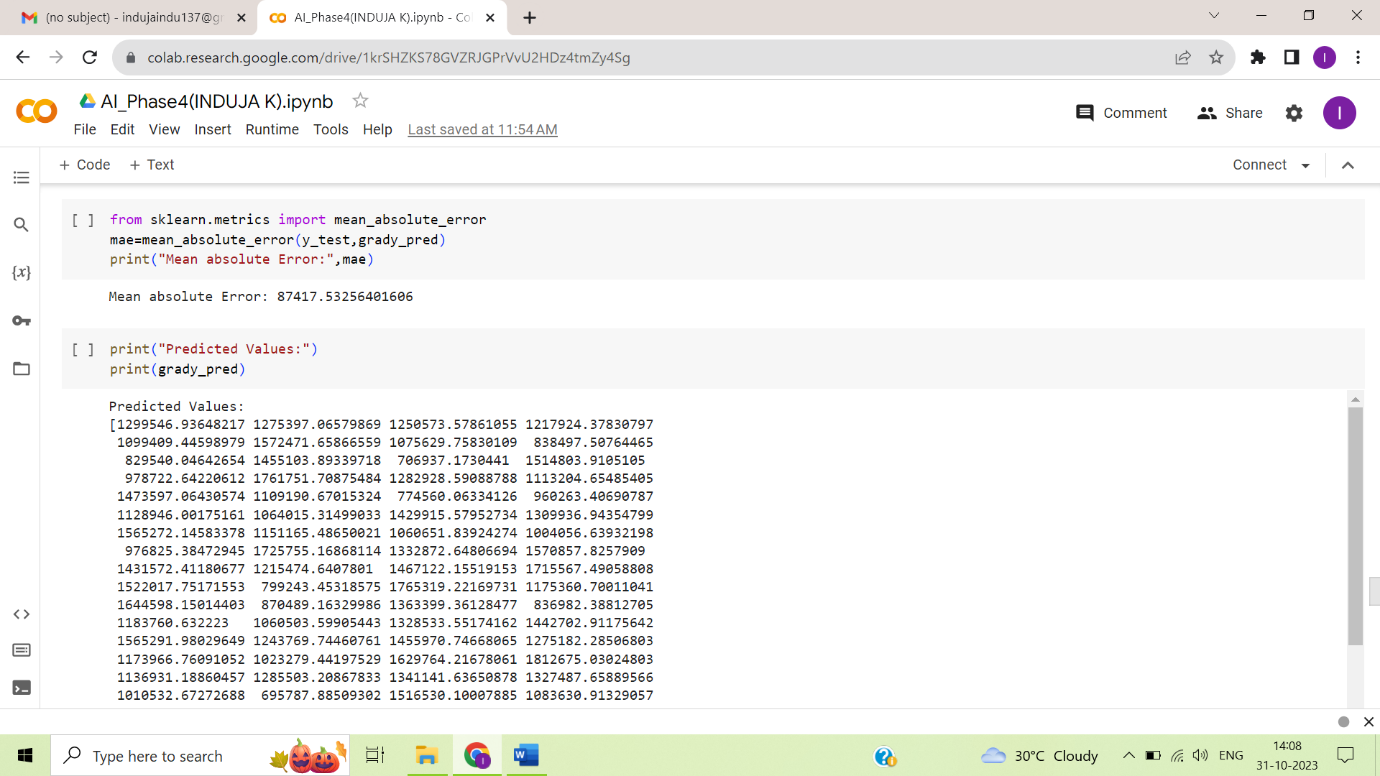 (no subject) - indujaindu137@gr
AI_Phase4(INDUJA K).ipynb - Col
colab.research.google.com/drive/1krSHZKS78GVZRJGPrVvU2HDz4tmZy4Sg
AI_Phase4(INDUJA K).ipynb
Comment
Share
I
File Edit View Insert Runtime Tools Help Last saved at 11:54 AM
+ Code + Text
Connect
[ ] from sklearn.metrics import mean_absolute_error
mae=mean_absolute_error(y_test,grady_pred)
print("Mean absolute Error:",mae)
Mean absolute Error: 87417.53256401606
[ ] print("Predicted Values:")
print(grady_pred)
Predicted Values:
[1299546.93648217 1275397.06579869 1250573.57861055 1217924.37830797
1099409.44598979 1572471.65866559 1075629.75830109 838497.50764465
829540.04642654 1455103.89339718 706937.1730441 1514803.9105105
978722.64220612 1761751.70875484 1282928.59088788 1113204.65485405
1473597.06430574 1109190.67015324 774560.06334126 960263.40690787
1128946.00175161 1064015.31499033 1429915.57952734 1309936.94354799
1565272.14583378 1151165.48650021 1060651.83924274 1004056.63932198
976825.38472945 1725755.16868114 1332872.64806694 1570857.8257909
1431572.41180677 1215474.6407801 1467122.15519153 1715567.49058808
1522017.75171553 799243.45318575 1765319.22169731 1175360.70011041
1644598.15014403 870489.16329986 1363399.36128477 836982.38812705
1183760.632223 1060503.59905443 1328533.55174162 1442702.91175642
1565291.98029649 1243769.74460761 1455970.74668065 1275182.28506803
1173966.76091052 1023279.44197529 1629764.21678061 1812675.03024803
1136931.18860457 1285503.20867833 1341141.63650878 1327487.65889566
1010532.67272688 695787.88509302 1516530.10007885 1083630.91329057
Type here to search
30°C Cloudy
ENG
14:08
31-10-2023